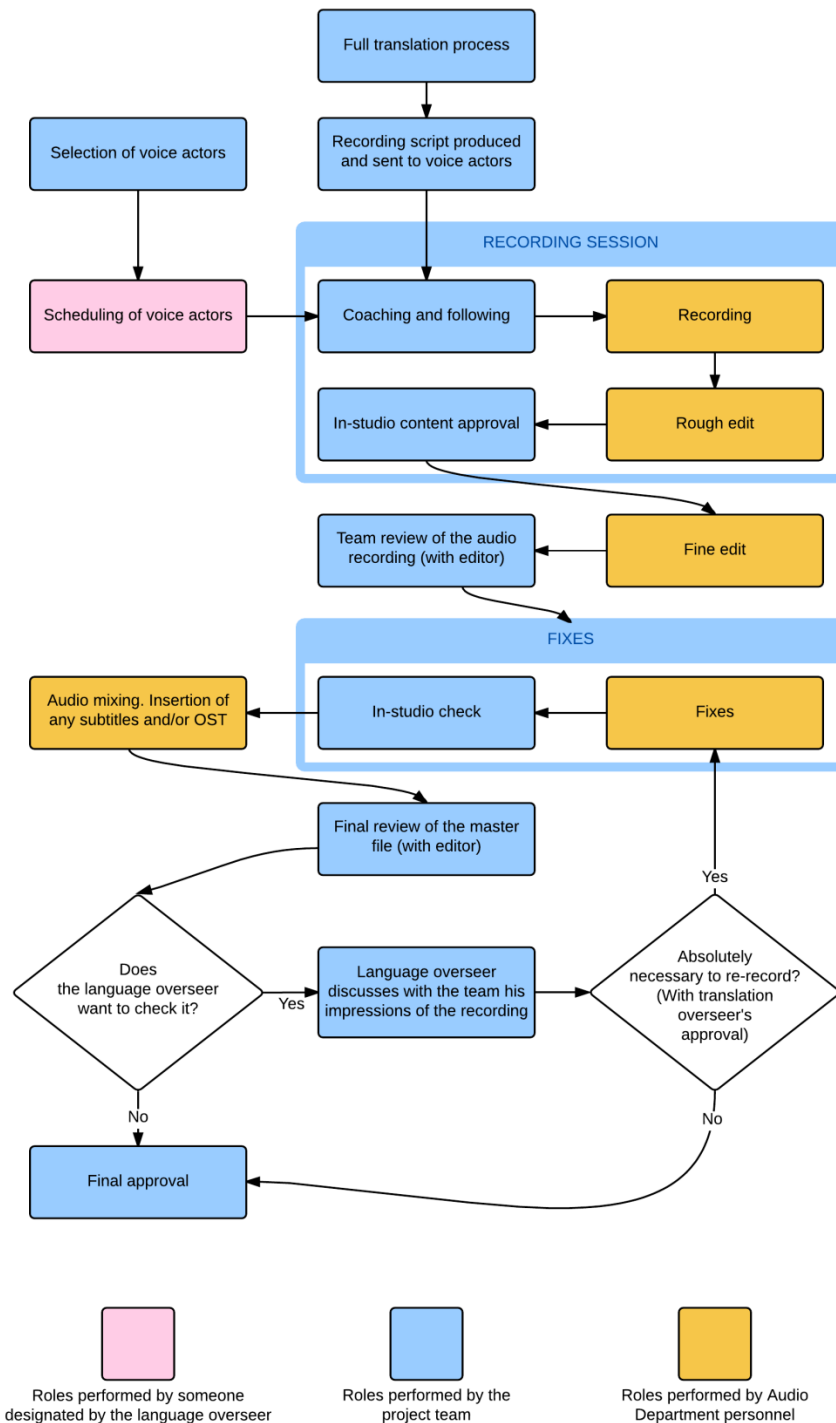 Full translation process
Selection of voice actors
Recording script produced
and sent to voice actors
RECORDING SESSION
Scheduling of voice actors
Coaching and following
Recording
In-studio content approval
Rough edit
Team review of the audio
recording (with editor)
Fine edit
FIXES
Audio mixing. Insertion of
any subtitles and/or OST
In-studio check
Fixes
Final review of the master
file (with editor)
Yes
Does
the language overseer
want to check it?
Yes
Language overseer
discusses with the team his
impressions of the recording
Absolutely
necessary to re-record?
(With translation
overseer's
approval)
No
No
Final approval
Roles performed by someone
designated by the language overseer
Roles performed by the
project team
Roles performed by Audio
Department personnel